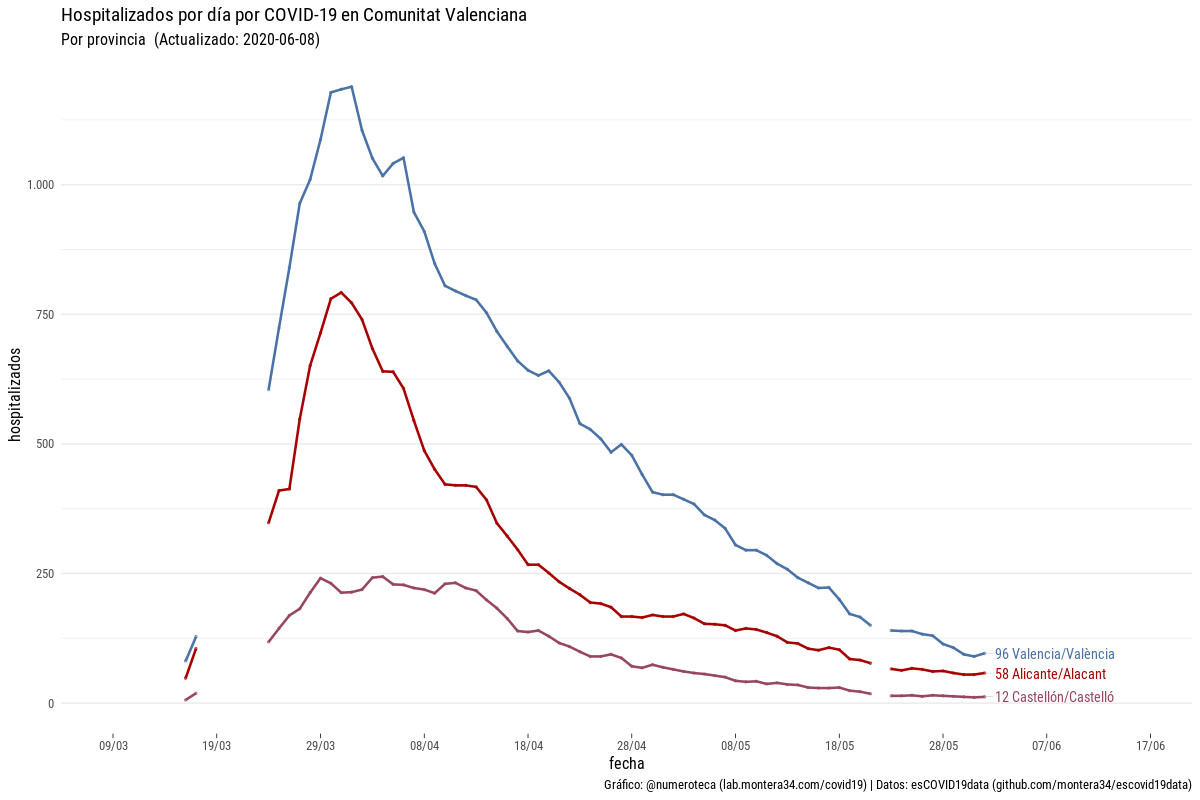 Hospitalizados por día por COVID-19 en Comunitat Valenciana
Por provincia  (Actualizado: 2020-06-08)
hospitalizados
1.000
750
500
250
0
96 Valencia/València
58 Alicante/Alacant
12 Castellón/Castelló
09/03
19/03
29/03
08/04
18/04
28/04
08/05
18/05
28/05
07/06
17/06
fecha
Gráfico: @numeroteca (lab.montera34.com/covid19) | Datos: esCOVID19data (github.com/montera34/escovid19data)